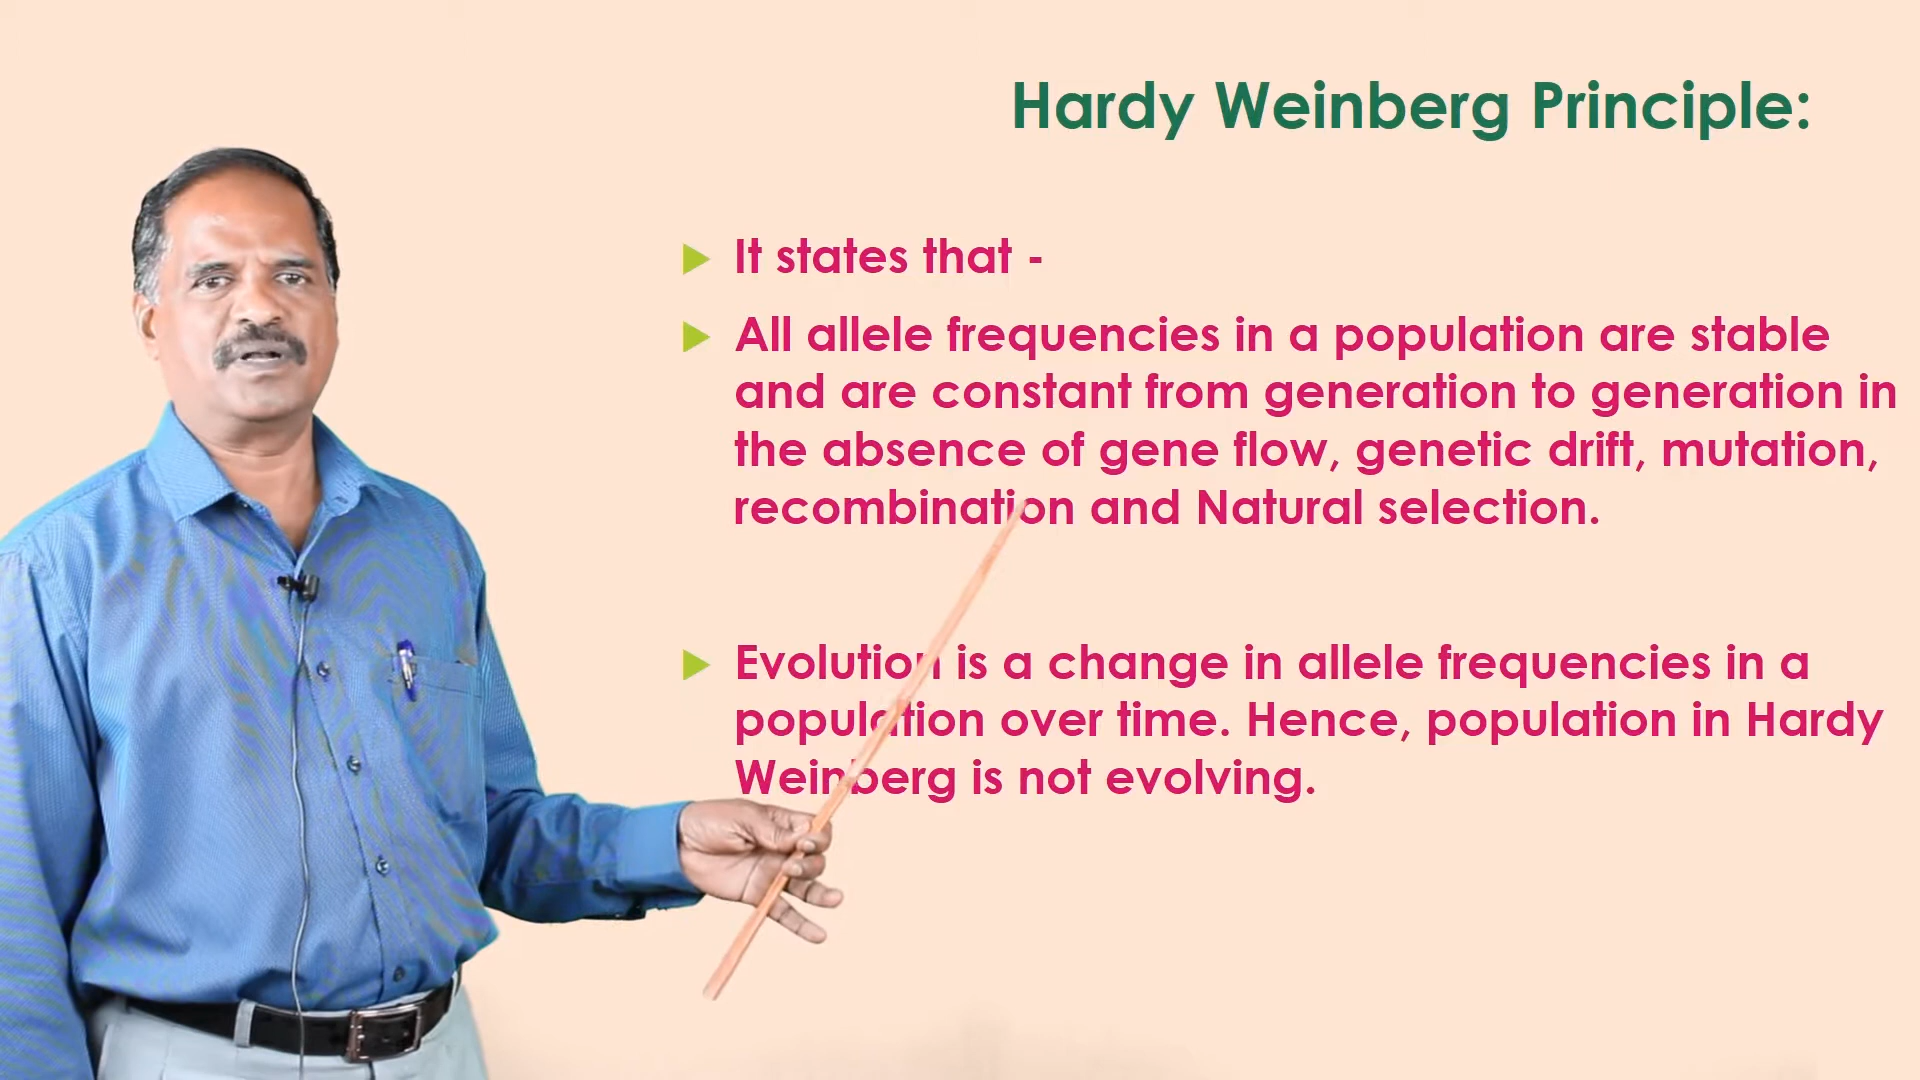 Hardy Weinberg Principle:
It states that -
All allele frequencies in a population are stable
and are constant from generation to generation in
the absence of gene flow, genetic drift, mutation,
recombination and Natural selection.
Evolution is a change in allele frequencies in a
population over time. Hence, population in Hardy
Weinberg is not evolving.